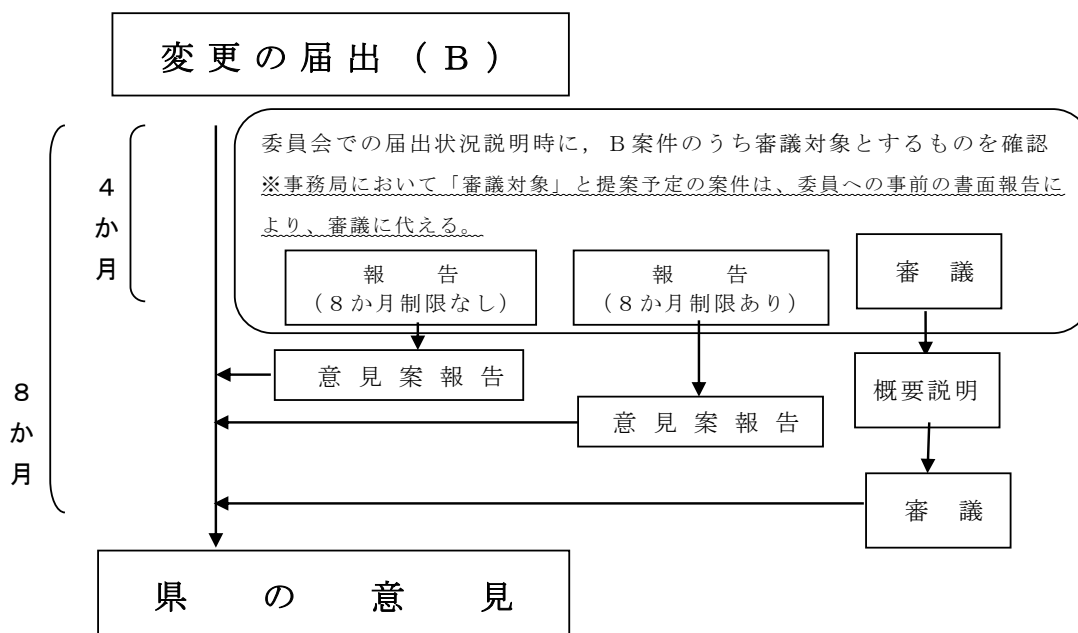 変更の届出（Ｂ）
委員会での届出状況説明時に，Ｂ案件のうち審議対象とするものを確認
※事務局において「審議対象」と提案予定の案件は、委員への事前の書面報告に
より、審議に代える。
４か月
報　　告
（８か月制限なし）
報　　告
（８か月制限あり）
審　議
意見案報告
概要説明
８か月
意見案報告
審　議
県の意見